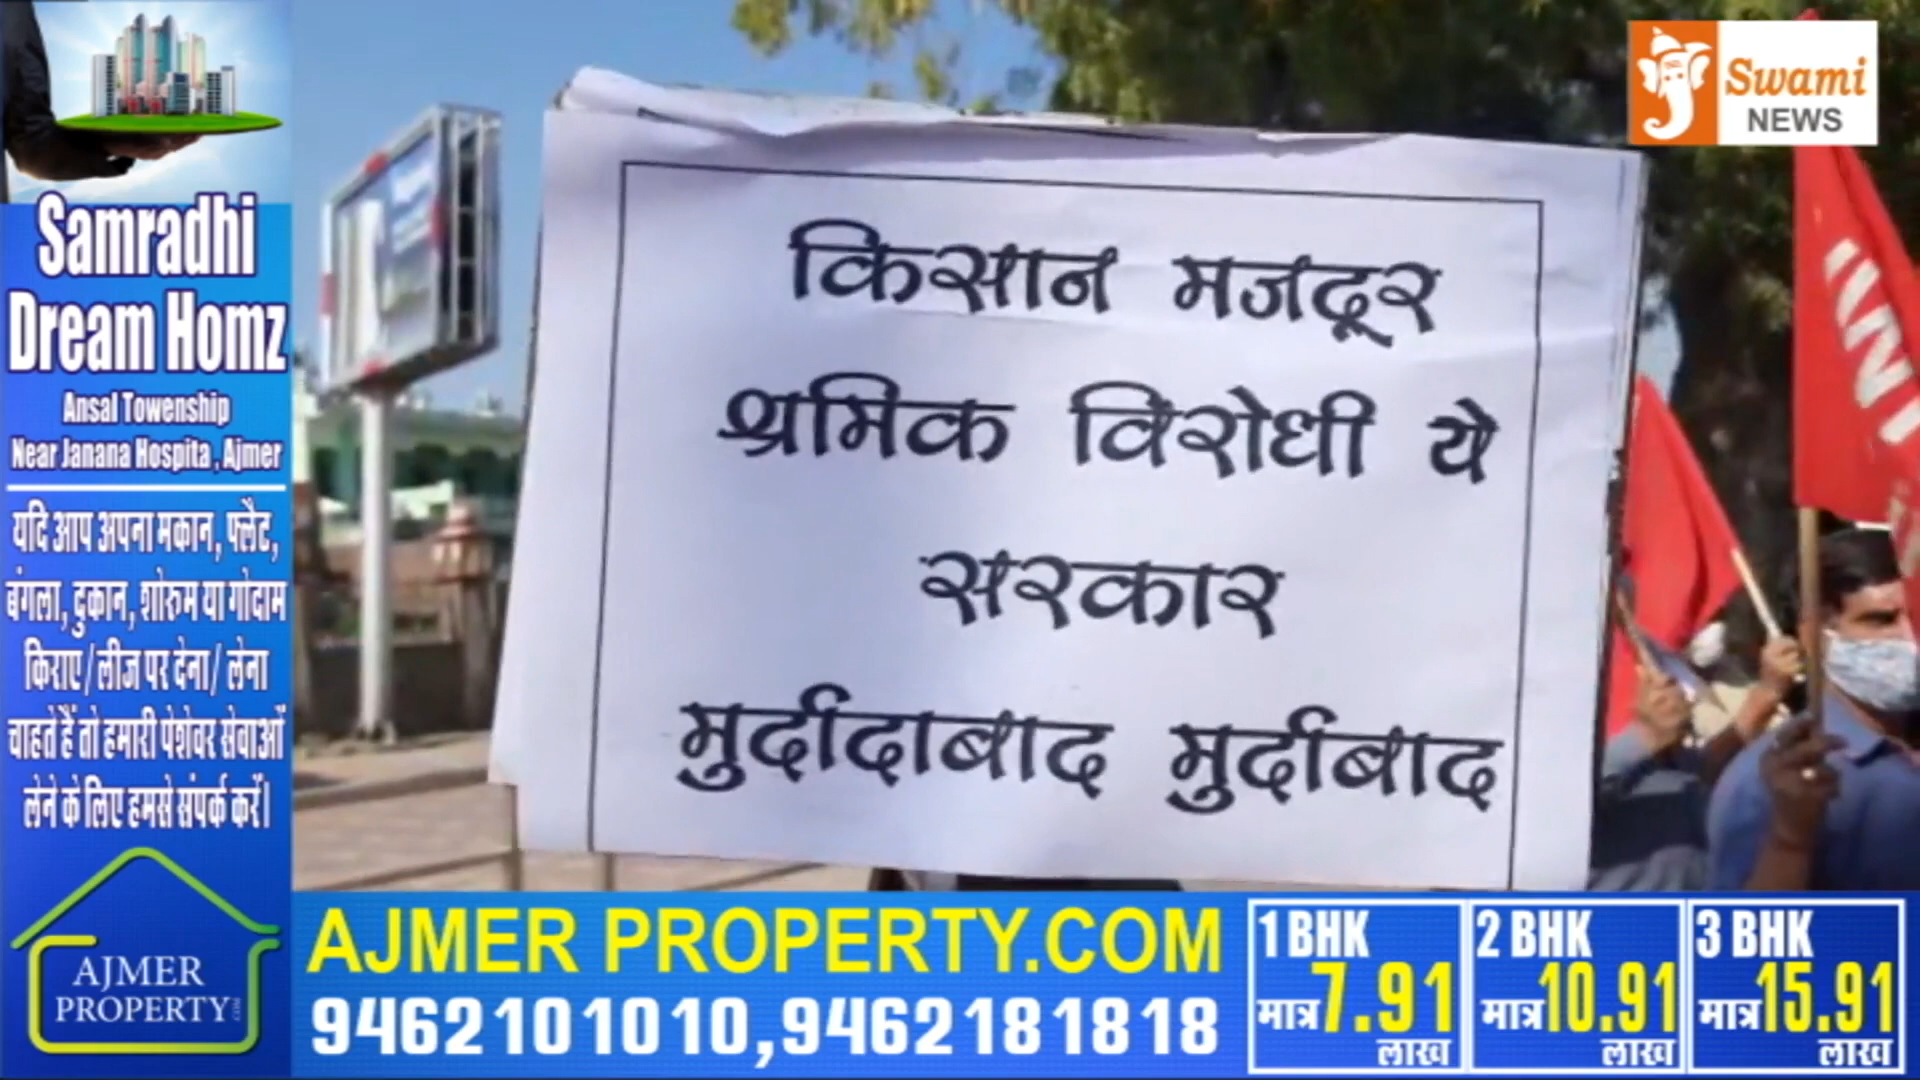 Swami
NEWS
किसान मजदूर
श्रमिक विरोधी ये
सरकार
मुर्दादाबाद मुर्दाबाद
Samradhi
Dream Homz
Ansal Towenship
Near Janana Hospita, Ajmer
यदि आप अपना मकान, फ्लैट,
बंगला, दुकान, शोरुम या गोदाम
किराए/लीज पर देना/ लेना
चाहते हैं तो हमारी पेशेवर सेवाओं
लेने के लिए हमसे संपर्क करें।
AJMER
PROPERTY.COM
AJMER PROPERTY.COM
9462101010,9462181818
1 BHK
मात्र 7.91
लाख
2 BHK
मात्र 10.91
लाख
3 BHK
मात्र 15.91
लाख